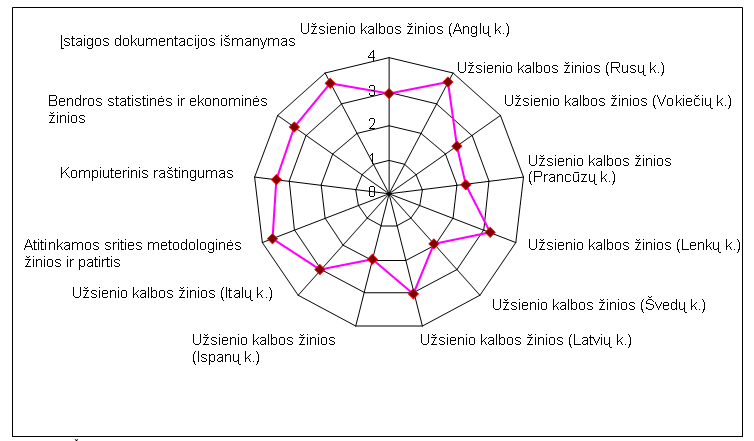 Užsienio kalbos žinios (Anglų k.)
Užsienio kalbos žinios (Rusų k.)
Užsienio kalbos žinios (Vokiečių k.)
Užsienio kalbos žinios
(Prancūzų k.)
Užsienio kalbos žinios (Lenkų k.)
Užsienio kalbos žinios (Švedų k.)
Užsienio kalbos žinios (Latvių k.)
Užsienio kalbos žinios
(Ispanų k.)
Užsienio kalbos žinios (Italų k.)
Atitinkamos srities metodologinės
žinios ir patirtis
Kompiuterinis raštingumas
Bendros statistinės ir ekonominės
žinios
Įstaigos dokumentacijos išmanymas
4
3
2
1
0